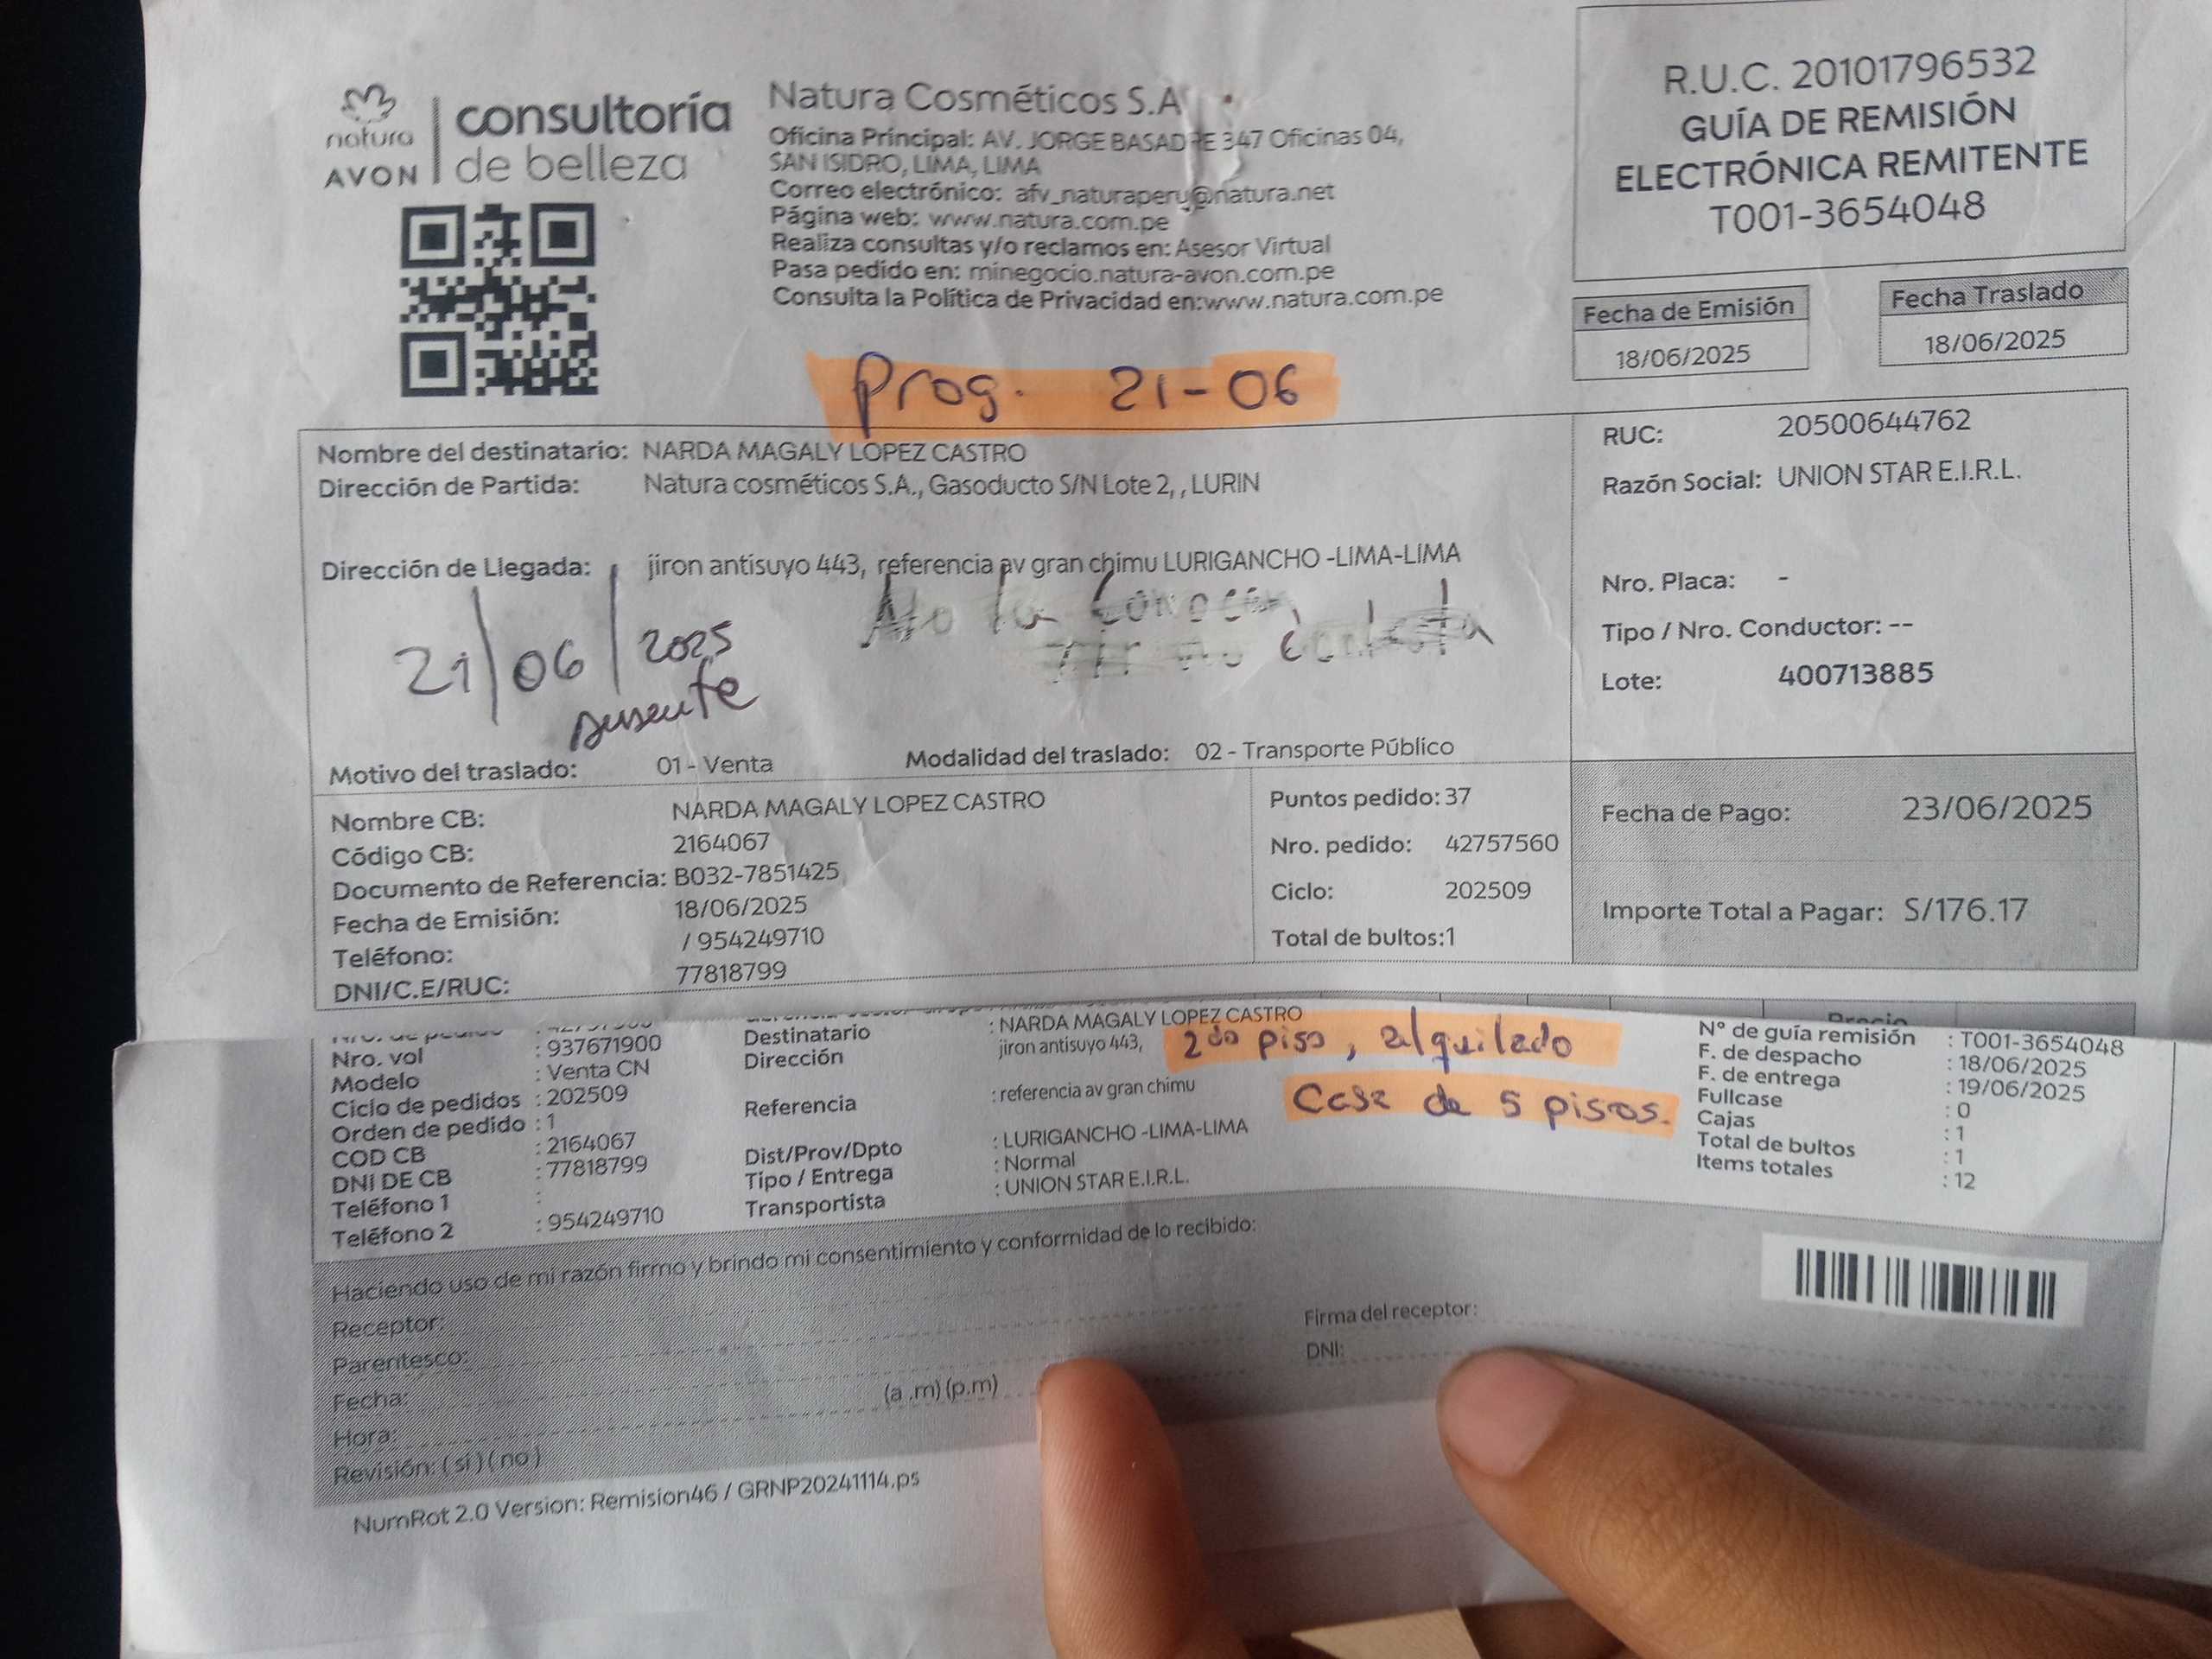 natura
AVON
consultoría
de belleza
Natura Cosméticos S.A
Oficina Principal: AV. JORGE BASADRE 347 Oficinas 04,
SAN ISIDRO, LIMA, LIMA
Correo electrónico: afv_naturaperu@natura.net
Página web: www.natura.com.pe
Realiza consultas y/o reclamos en: Asesor Virtual
Pasa pedido en: minegocio.natura-avon.com.pe
Consulta la Política de Privacidad en:www.natura.com.pe
R.U.C. 20101796532
GUÍA DE REMISIÓN
ELECTRÓNICA REMITENTE
T001-3654048
Fecha de Emisión
18/06/2025
Fecha Traslado
18/06/2025
Prog. 21-06
Nombre del destinatario: NARDA MAGALY LOPEZ CASTRO
Dirección de Partida: Natura cosméticos S.A., Gasoducto S/N Lote 2, , LURIN
Dirección de Llegada: jiron antisuyo 443, referencia av gran chimu LURIGANCHO -LIMA-LIMA
No la conocen
no contesta
21/06/2025
ausente
Motivo del traslado: 01 - Venta
Modalidad del traslado: 02 - Transporte Público
RUC: 20500644762
Razón Social: UNION STAR E.I.R.L.
Nro. Placa: -
Tipo / Nro. Conductor: --
Lote: 400713885
Nombre CB: NARDA MAGALY LOPEZ CASTRO
Código CB: 2164067
Documento de Referencia: B032-7851425
Fecha de Emisión: 18/06/2025
Teléfono: / 954249710
DNI/C.E/RUC: 77818799
Puntos pedido: 37
Nro. pedido: 42757560
Ciclo: 202509
Total de bultos:1
Fecha de Pago: 23/06/2025
Importe Total a Pagar: S/176.17
Precio
Nro. vol : 937671900
Modelo : Venta CN
Ciclo de pedidos : 202509
Orden de pedido : 1
COD CB : 2164067
DNI DE CB : 77818799
Teléfono 1 :
Teléfono 2 : 954249710
Destinatario : NARDA MAGALY LOPEZ CASTRO
Dirección jiron antisuyo 443, 2do piso, alquilado
Referencia : referencia av gran chimu
Casa de 5 pisos.
Dist/Prov/Dpto : LURIGANCHO -LIMA-LIMA
Tipo / Entrega : Normal
Transportista : UNION STAR E.I.R.L.
N° de guía remisión : T001-3654048
F. de despacho : 18/06/2025
F. de entrega : 19/06/2025
Fullcase : 0
Cajas : 1
Total de bultos : 1
Items totales : 12
Haciendo uso de mi razón firmo y brindo mi consentimiento y conformidad de lo recibido:
Receptor:
Parentesco:
Fecha:
Hora: (a .m) (p.m)
Revisión: ( si ) ( no )
Firma del receptor:
DNI:
NumRot 2.0 Version: Remision46 / GRNP20241114.ps